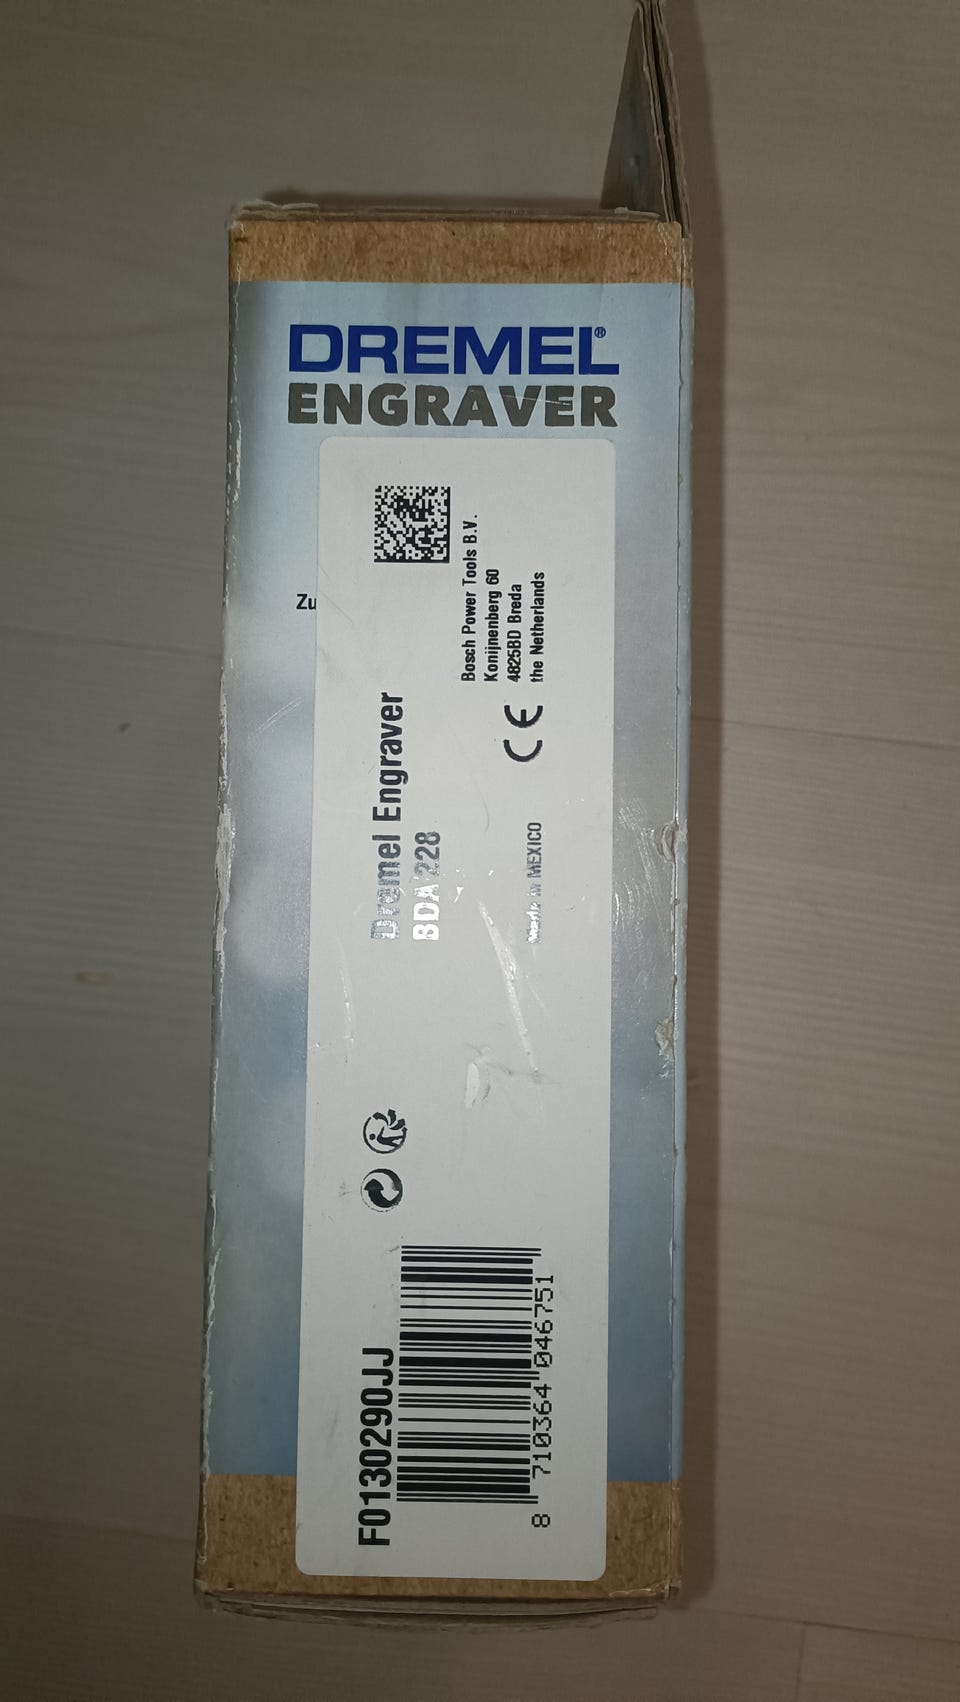 DREMEL®
ENGRAVER
Zu
Dremel Engraver
BDA 228
Bosch Power Tools B.V.
Konijnenberg 60
4825BD Breda
the Netherlands
CE
Made in MEXICO
F0130290JJ
8 710364 046751